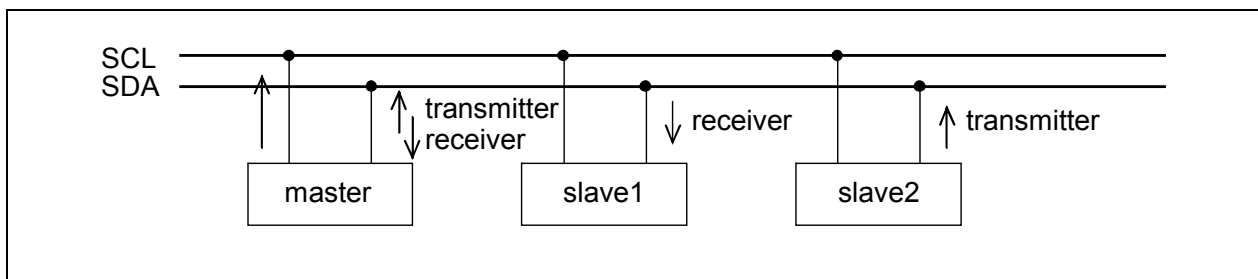 SCL
SDA
transmitter
receiver
receiver
transmitter
master
slave1
slave2